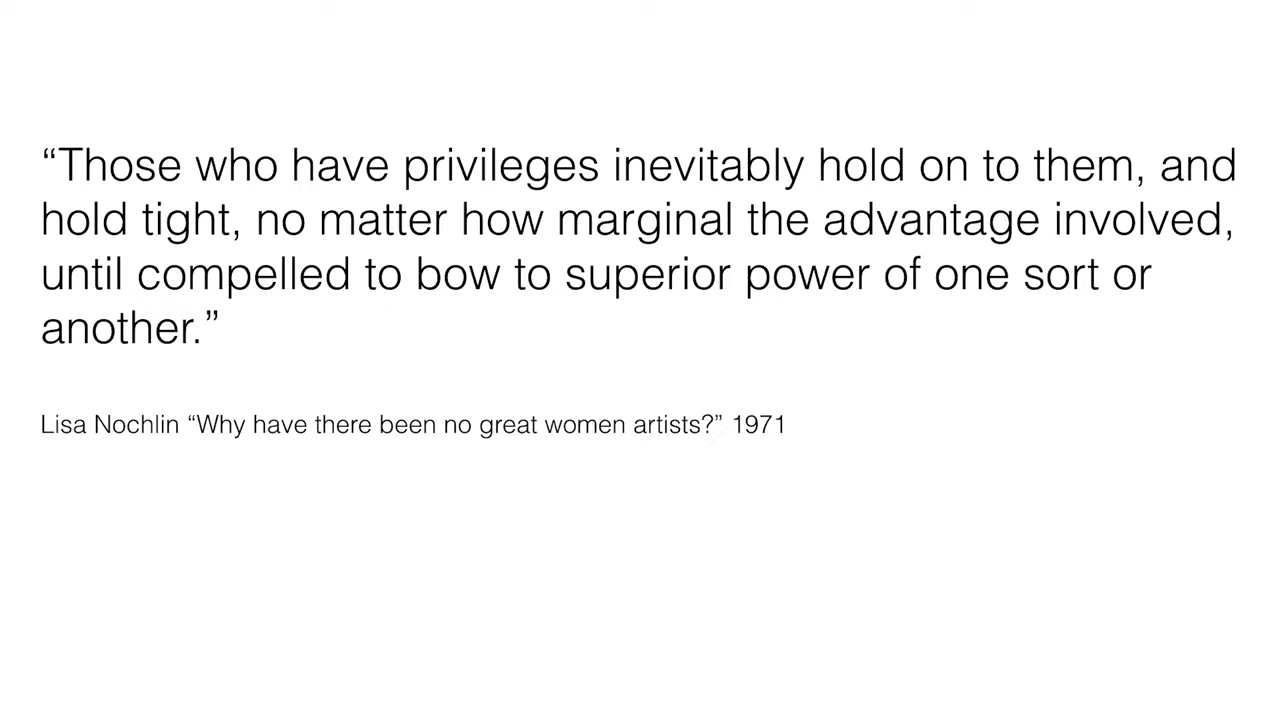 “Those who have privileges inevitably hold on to them, and
hold tight, no matter how marginal the advantage involved,
until compelled to bow to superior power of one sort or
another.”
Lisa Nochlin “Why have there been no great women artists?” 1971